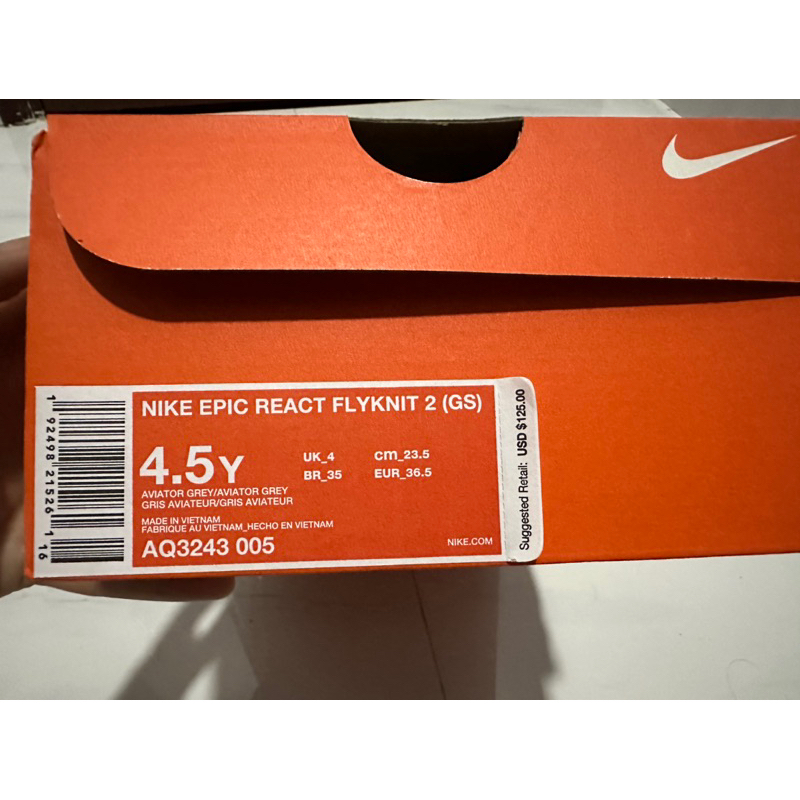 NIKE EPIC REACT FLYKNIT 2 (GS)
4.5Y
UK_4
cm_23.5
BR_35
EUR_36.5
AVIATOR GREY/AVIATOR GREY
GRIS AVIATEUR/GRIS AVIATEUR
MADE IN VIETNAM
FABRIQUE AU VIETNAM_HECHO EN VIETNAM
AQ3243 005
NIKE.COM
1 92498 21526 1 16
Suggested Retail: USD $125.00